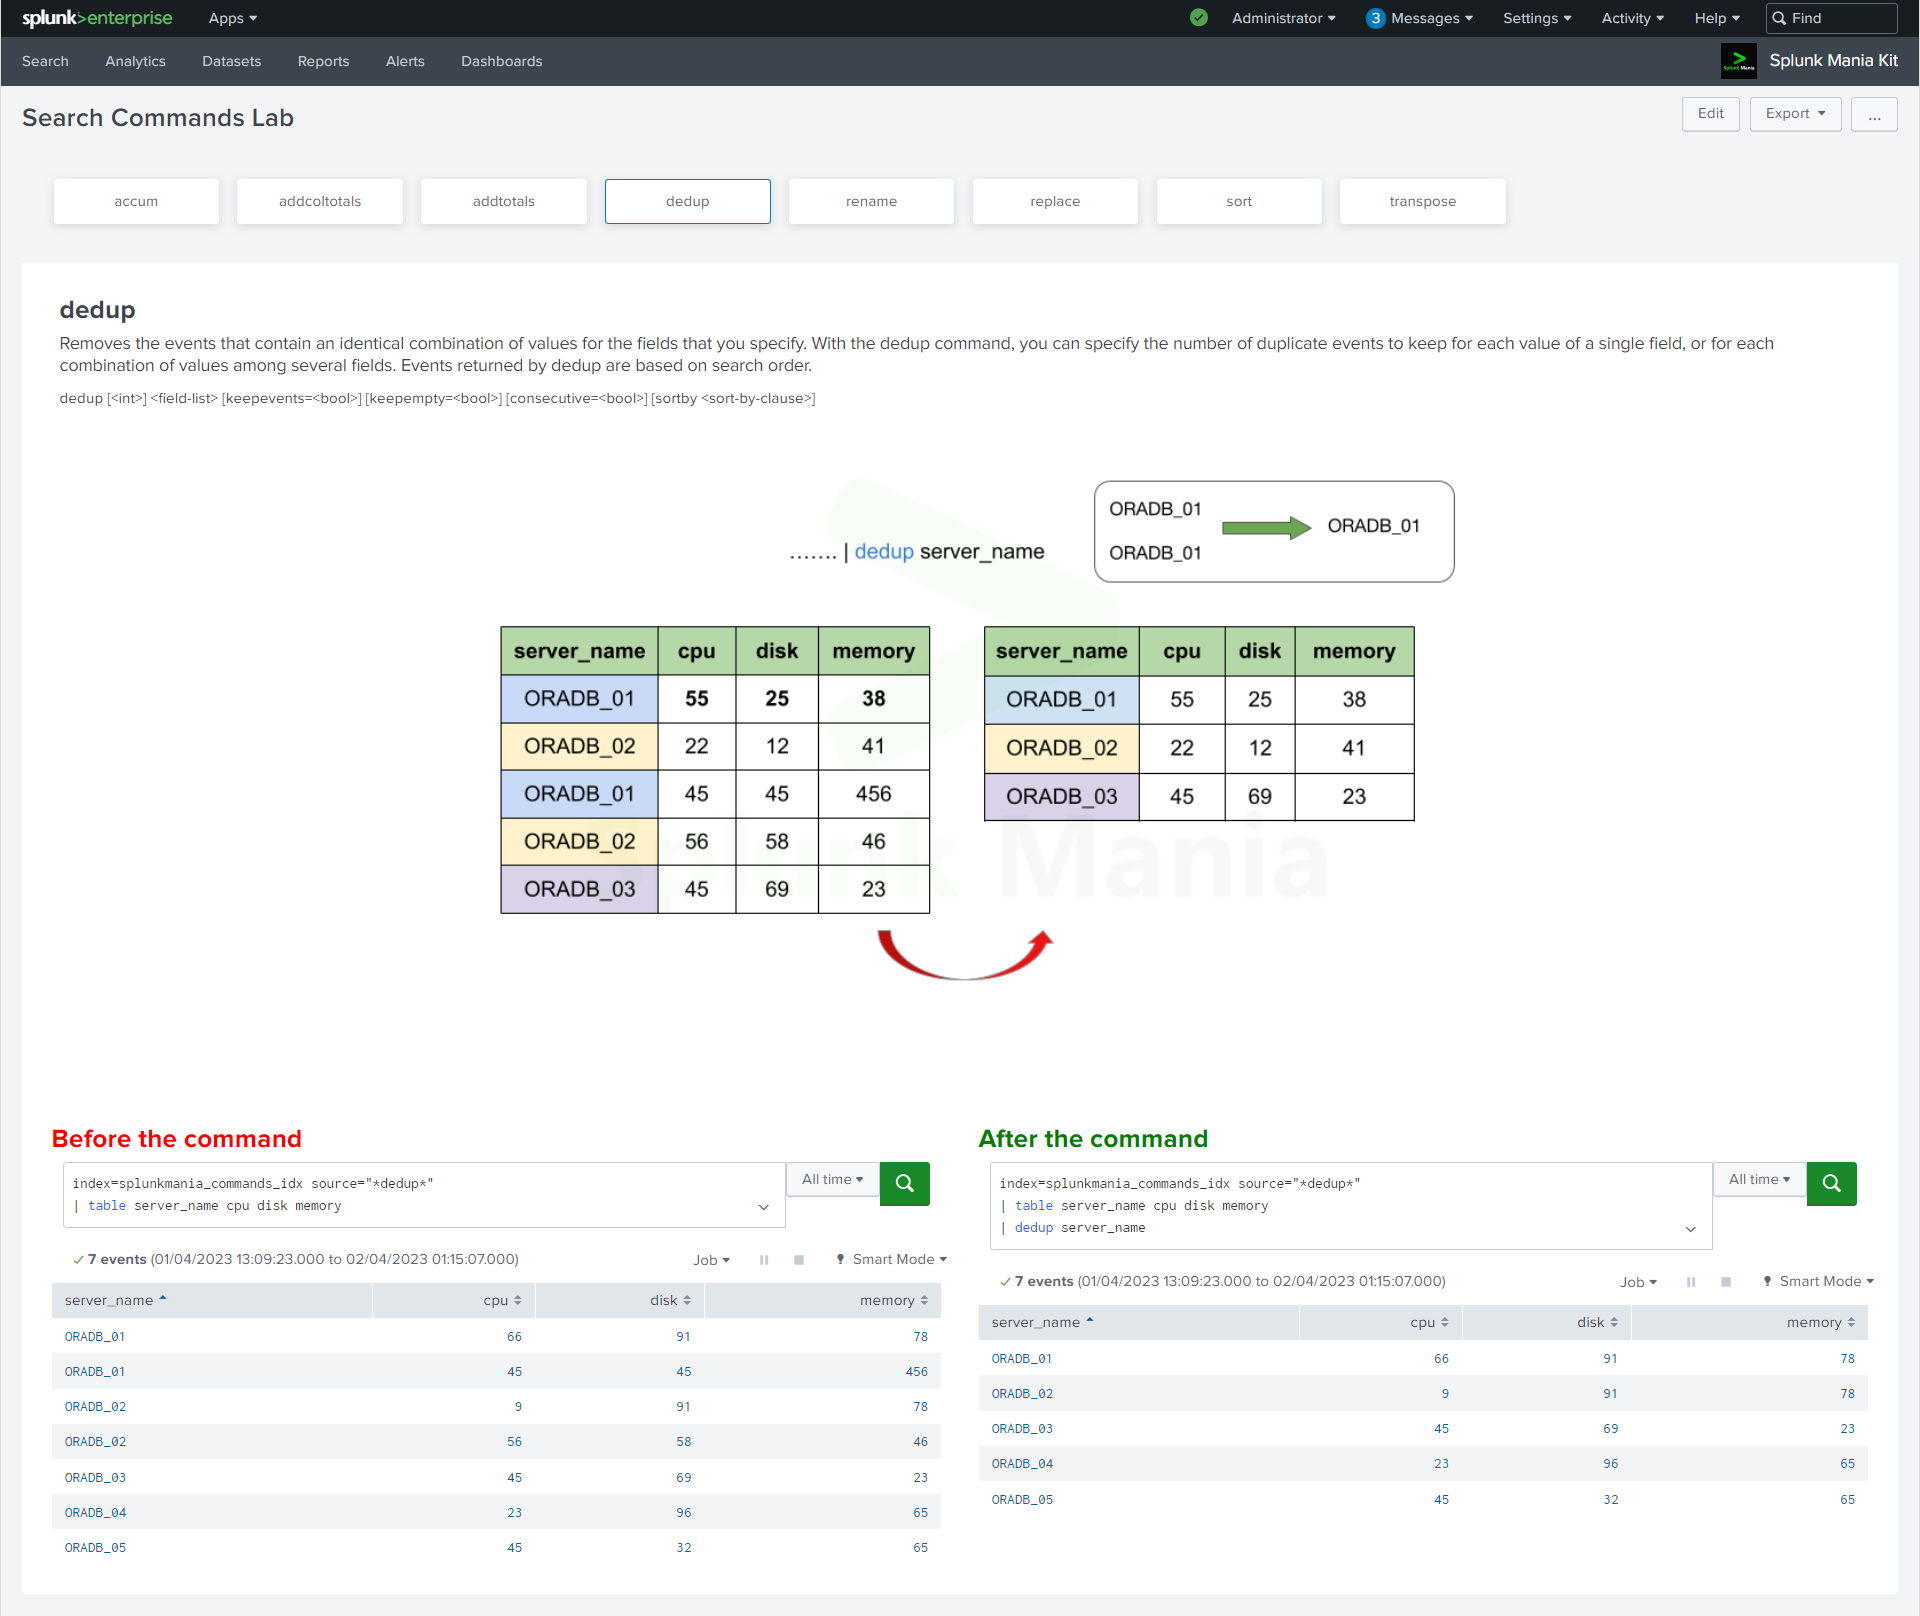 splunk>enterprise Apps Administrator 3 Messages Settings Activity Help Find
Search Analytics Datasets Reports Alerts Dashboards Splunk Mania Splunk Mania Kit
Search Commands Lab Edit Export ...
accum addcoltotals addtotals dedup rename replace sort transpose
dedup
Removes the events that contain an identical combination of values for the fields that you specify. With the dedup command, you can specify the number of duplicate events to keep for each value of a single field, or for each
combination of values among several fields. Events returned by dedup are based on search order.
dedup [<int>] <field-list> [keepevents=<bool>] [keepempty=<bool>] [consecutive=<bool>] [sortby <sort-by-clause>]
ORADB_01
ORADB_01
ORADB_01
....... | dedup server_name
server_name cpu disk memory
ORADB_01 55 25 38
ORADB_02 22 12 41
ORADB_01 45 45 456
ORADB_02 56 58 46
ORADB_03 45 69 23
server_name cpu disk memory
ORADB_01 55 25 38
ORADB_02 22 12 41
ORADB_03 45 69 23
Splunk Mania
Before the command
index=splunkmania_commands_idx source="*dedup*"
| table server_name cpu disk memory
All time
7 events (01/04/2023 13:09:23.000 to 02/04/2023 01:15:07.000) Job Smart Mode
server_name cpu disk memory
ORADB_01 66 91 78
ORADB_01 45 45 456
ORADB_02 9 91 78
ORADB_02 56 58 46
ORADB_03 45 69 23
ORADB_04 23 96 65
ORADB_05 45 32 65
After the command
index=splunkmania_commands_idx source="*dedup*"
| table server_name cpu disk memory
| dedup server_name
All time
7 events (01/04/2023 13:09:23.000 to 02/04/2023 01:15:07.000) Job Smart Mode
server_name cpu disk memory
ORADB_01 66 91 78
ORADB_02 9 91 78
ORADB_03 45 69 23
ORADB_04 23 96 65
ORADB_05 45 32 65